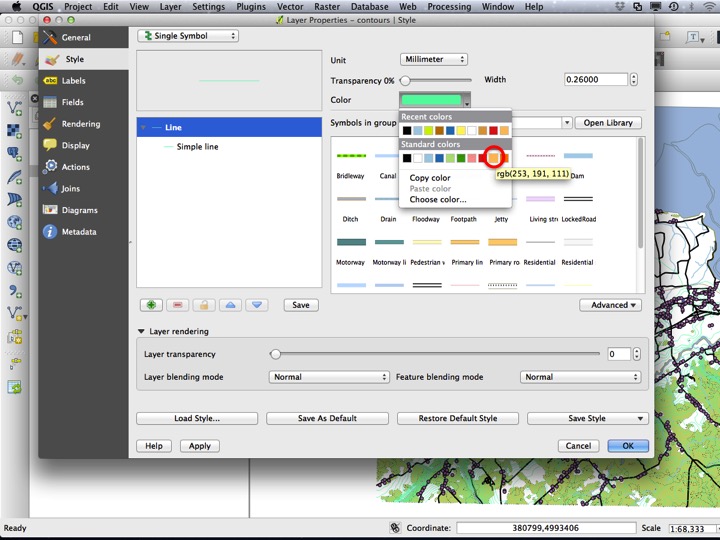 QGIS Project Edit View Layer Settings Plugins Vector Raster Database Web Processing Window Help
Layer Properties – contours | Style
General
Style
Labels
Fields
Rendering
Display
Actions
Joins
Diagrams
Metadata
Single Symbol
Unit Millimeter
Transparency 0% Width 0.26000
Color
Recent colors
Standard colors
Copy color
Paste color
Choose color...
rgb(253, 191, 111)
Line
Simple line
Symbols in group Open Library
Bridleway Canal Dam
Ditch Drain Floodway Footpath Jetty Living str LockedRoad
Motorway Motorway li Pedestrian v Primary lin Primary ro Residential Residential
Save Advanced
Layer rendering
Layer transparency 0
Layer blending mode Normal Feature blending mode Normal
Load Style... Save As Default Restore Default Style Save Style
Help Apply Cancel OK
Ready Coordinate: 380799,4993406 Scale 1:68,333